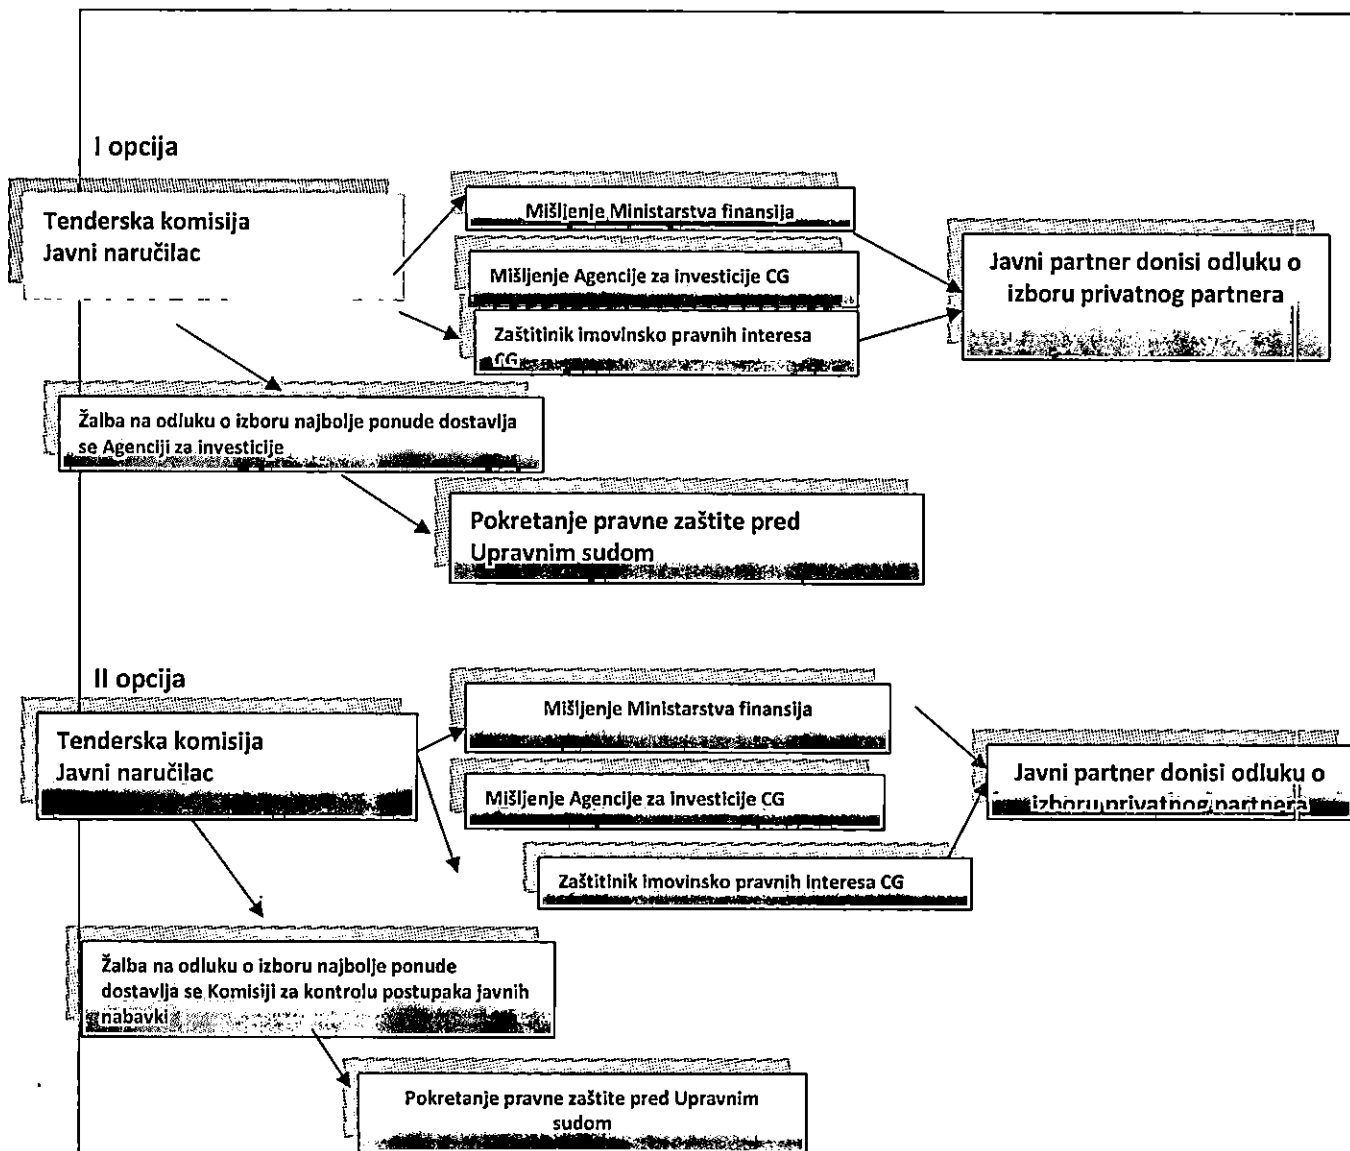 I opcija
Tenderska komisija
Javni naručilac
Mišljenje Ministarstva finansija
Mišljenje Agencije za investicije CG
Zaštitinik imovinsko pravnih interesa
CG
Javni partner donisi odluku o
izboru privatnog partnera
Žalba na odluku o izboru najbolje ponude dostavlja
se Agenciji za investicije
Pokretanje pravne zaštite pred
Upravnim sudom
II opcija
Tenderska komisija
Javni naručilac
Mišljenje Ministarstva finansija
Mišljenje Agencije za investicije CG
Zaštitinik imovinsko pravnih interesa CG
Javni partner donisi odluku o
izboru privatnog partnera
Žalba na odluku o izboru najbolje ponude
dostavlja se Komisiji za kontrolu postupaka javnih
nabavki
Pokretanje pravne zaštite pred Upravnim
sudom